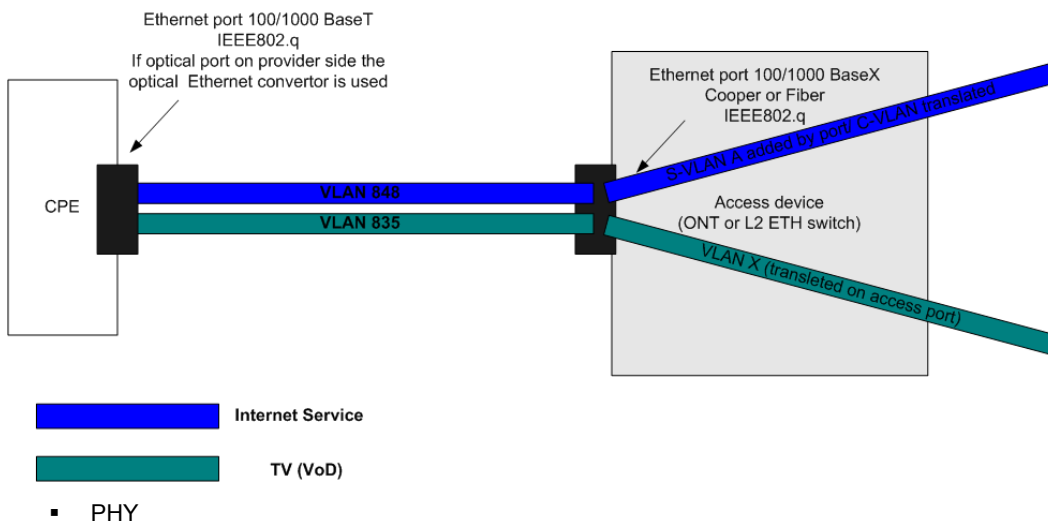 Ethernet port 100/1000 BaseT
IEEE802.q
If optical port on provider side the
optical Ethernet convertor is used
Ethernet port 100/1000 BaseX
Cooper or Fiber
IEEE802.q
CPE
VLAN 848
VLAN 835
S-VLAN A added by port/ C-VLAN translated
Access device
(ONT or L2 ETH switch)
VLAN X (transleted on access port)
Internet Service
TV (VoD)
▪ PHY